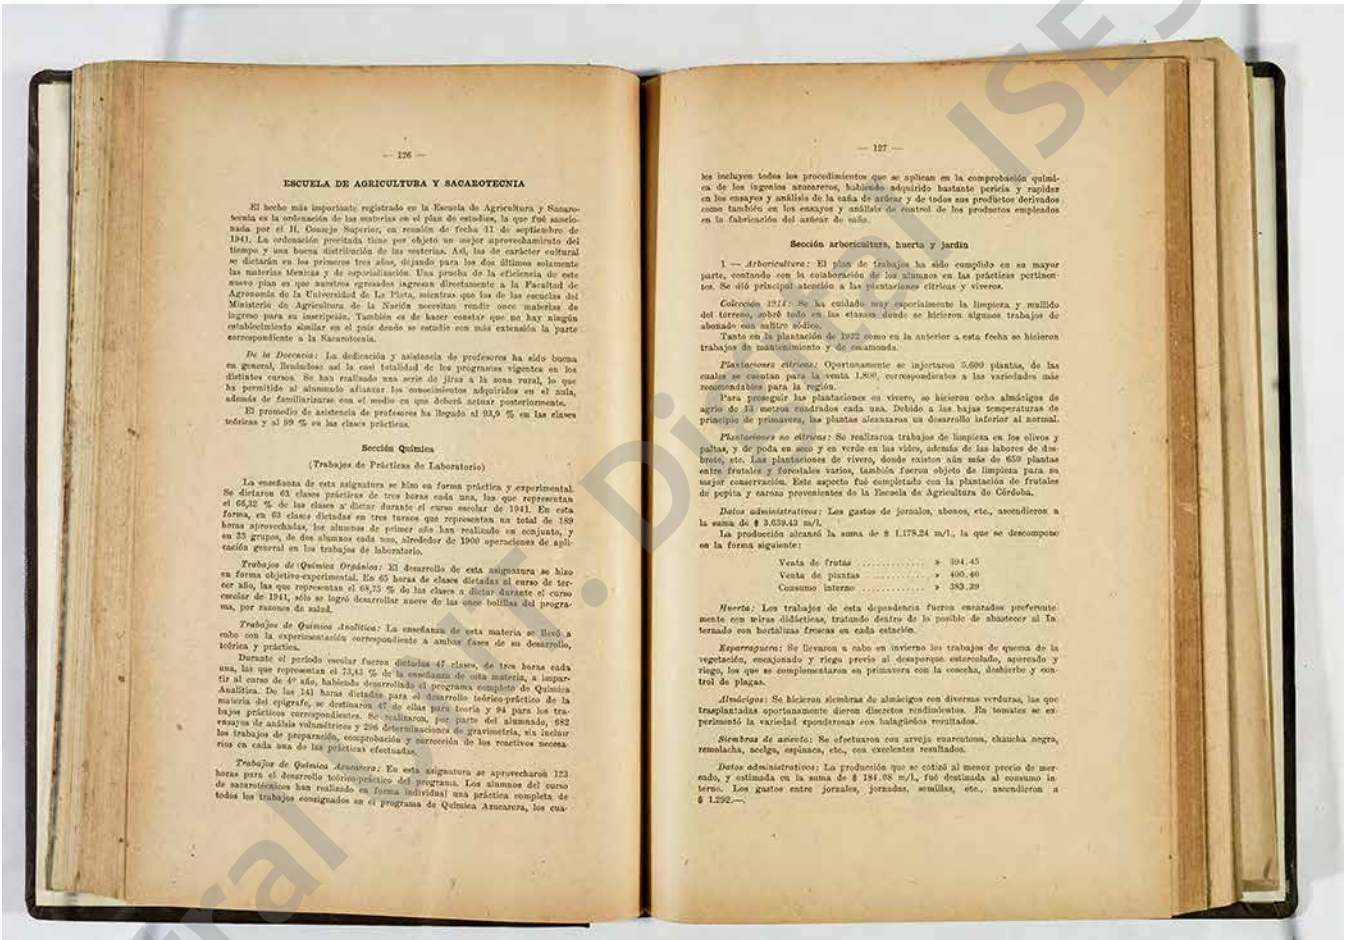 — 126 —
ESCUELA DE AGRICULTURA Y SACAROTECNIA
El hecho más importante registrado en la Escuela de Agricultura y Sacaro-
tecnia es la ordenación de las materias en el plan de estudios, la que fué sancio-
nada por el H. Consejo Superior, en reunión de fecha 11 de septiembre de
1941. La ordenación precitada tiene por objeto un mejor aprovechamiento del
tiempo y una buena distribución de las materias. Así, las de carácter cultural
se dictarán en los primeros tres años, dejando para los dos últimos solamente
las materias técnicas y de especialización. Una prueba de la eficiencia de este
nuevo plan es que nuestros egresados ingresan directamente a la Facultad de
Agronomía de la Universidad de La Plata, mientras que los de las escuelas del
Ministerio de Agricultura de la Nación necesitan rendir once materias de
ingreso para su inscripción. También es de hacer constar que no hay ningún
establecimiento similar en el país donde se estudie con más extensión la parte
correspondiente a la Sacarotecnia.
De la Docencia: La dedicación y asistencia de profesores ha sido buena
en general, llenándose así la casi totalidad de los programas vigentes en los
distintos cursos. Se han realizado una serie de jiras a la zona rural, lo que
ha permitido al alumnado afianzar los conocimientos adquiridos en el aula,
además de familiarizarse con el medio en que deberá actuar posteriormente.
El promedio de asistencia de profesores ha llegado al 93,9 % en las clases
teóricas y al 99 % en las clases prácticas.
Sección Química
(Trabajos de Prácticas de Laboratorio)
La enseñanza de esta asignatura se hizo en forma práctica y experimental.
Se dictaron 63 clases prácticas de tres horas cada una, las que representan
el 66,32 % de las clases a dictar durante el curso escolar de 1941. En esta
forma, en 63 clases dictadas en tres turnos que representan un total de 189
horas aprovechadas, los alumnos de primer año han realizado en conjunto, y
en 33 grupos, de dos alumnos cada uno, alrededor de 1900 operaciones de apli-
cación general en los trabajos de laboratorio.
Trabajos de Química Orgánica: El desarrollo de esta asignatura se hizo
en forma objetivo-experimental. En 65 horas de clases dictadas al curso de ter-
cer año, las que representan el 68,75 % de las clases a dictar durante el curso
escolar de 1941, sólo se logró desarrollar nueve de las once bolillas del progra-
ma, por razones de salud.
Trabajos de Química Analítica: La enseñanza de esta materia se llevó a
cabo con la experimentación correspondiente a ambas fases de su desarrollo,
teórica y práctica.
Durante el período escolar fueron dictadas 47 clases, de tres horas cada
una, las que representan el 73,43 % de la enseñanza de esta materia, a impar-
tir al curso de 4º año, habiendo desarrollado el programa completo de Química
Analítica. De las 141 horas dictadas para el desarrollo teórico-práctico de la
materia del epígrafe, se destinaron 47 de ellas para teoría y 94 para los tra-
bajos prácticos correspondientes. Se realizaron, por parte del alumnado, 682
ensayos de análsis volumétricos y 296 determinaciones de gravimetría, sin incluir
los trabajos de preparación, comprobación y corrección de los reactivos necesa-
rios en cada una de las prácticas efectuadas.
Trabajos de Química Azucarera: En esta asignatura se aprovecharon 123
horas para el desarrollo teórico-práctico del programa. Los alumnos del curso
de sacarotécnicos han realizado en forma individual una práctica completa de
todos los trabajos consignados en el programa de Química Azucarera, los cua-
— 127 —
les incluyen todos los procedimientos que se aplican en la comprobación quími-
ca de los ingenios azucareros, habiendo adquirido bastante pericia y rapidez
en los ensayes y análisis de la caña de azúcar y de todos sus productos derivados
como también en los ensayos y análisis de control de los productos empleados
en la fabricación del azúcar de caña.
Sección arboricultura, huerta y jardín
1 — Arboricultura: El plan de trabajos ha sido cumplido en su mayor
parte, contando con la colaboración de los alumnos en las prácticas pertinen-
tes. Se dió principal atención a las plantaciones cítricas y viveros.
Colección 1914: Se ha cuidado muy especialmente la limpieza y mullido
del terreno, sobré todo en las etapas donde se hicieron algunos trabajos de
abonado con salitre sódico.
Tanto en la plantación de 1932 como en la anterior a esta fecha se hicieron
trabajos de mantenimiento y de escamonda.
Plantaciones cítricas: Oportunamente se injertaron 5.600 plantas, de las
cuales se cuentan para la venta 1.800, correspondientes a las variedades más
recomendables para la región.
Para proseguir las plantaciones en vivero, se hicieron ocho almácigos de
agrio de 13 metros cuadrados cada una. Debido a las bajas temperaturas de
principio de primavera, las plantas alcanzaron un desarrollo inferior al normal.
Plantaciones no cítricas: Se realizaron trabajos de limpieza en los olivos y
paltas, y de poda en seco y en verde en las vides, además de las labores de des-
brote, etc. Las plantaciones de vivero, donde existen aún más de 650 plantas
entre frutales y forestales varios, también fueron objeto de limpieza para su
mejor conservación. Este aspecto fué completado con la plantación de frutales
de pepita y carozo provenientes de la Escuela de Agricultura de Córdoba.
Datos administrativos: Los gastos de jornales, abonos, etc., ascendieron a
la suma de $ 3.639.43 m/l.
La producción alcanzó la suma de $ 1.178.24 m/l., la que se descompone
en la forma siguiente:
Venta de frutas ............. $ 394.45
Venta de plantas ............ » 400.40
Consumo interno ............. » 383.39
Huerta: Los trabajos de esta dependencia fueron encarados preferente
mente con miras didácticas, tratando dentro de lo posible de abastecer al In
ternado con hortalizas frescas en cada estación.
Esparraguera: Se llevaron a cabo en invierno los trabajos de quema de la
vegetación, encajonado y riego previo al desaporque estercolado, aporcado y
riego, los que se complementaron en primavera con la cosecha, deshierbe y con-
trol de plagas.
Almácigos: Se hicieron siembras de almácigos con diversas verduras, las que
trasplantadas oportunamente dieron discretos rendimientos. En tomates se ex-
perimentó la variedad «ponderosa» con halagüeños resultados.
Siembras de asiento: Se efectuaron con arveja cuarentona, chaucha negra,
remolacha, acelga, espinaca, etc., con excelentes resultados.
Datos administrativos: La producción que se cotizó al menor precio de mer-
cado, y estimada en la suma de $ 184.08 m/l., fué destinada al consumo in
terno. Los gastos entre jornales, jornadas, semillas, etc., ascendieron a
$ 1.292.—.